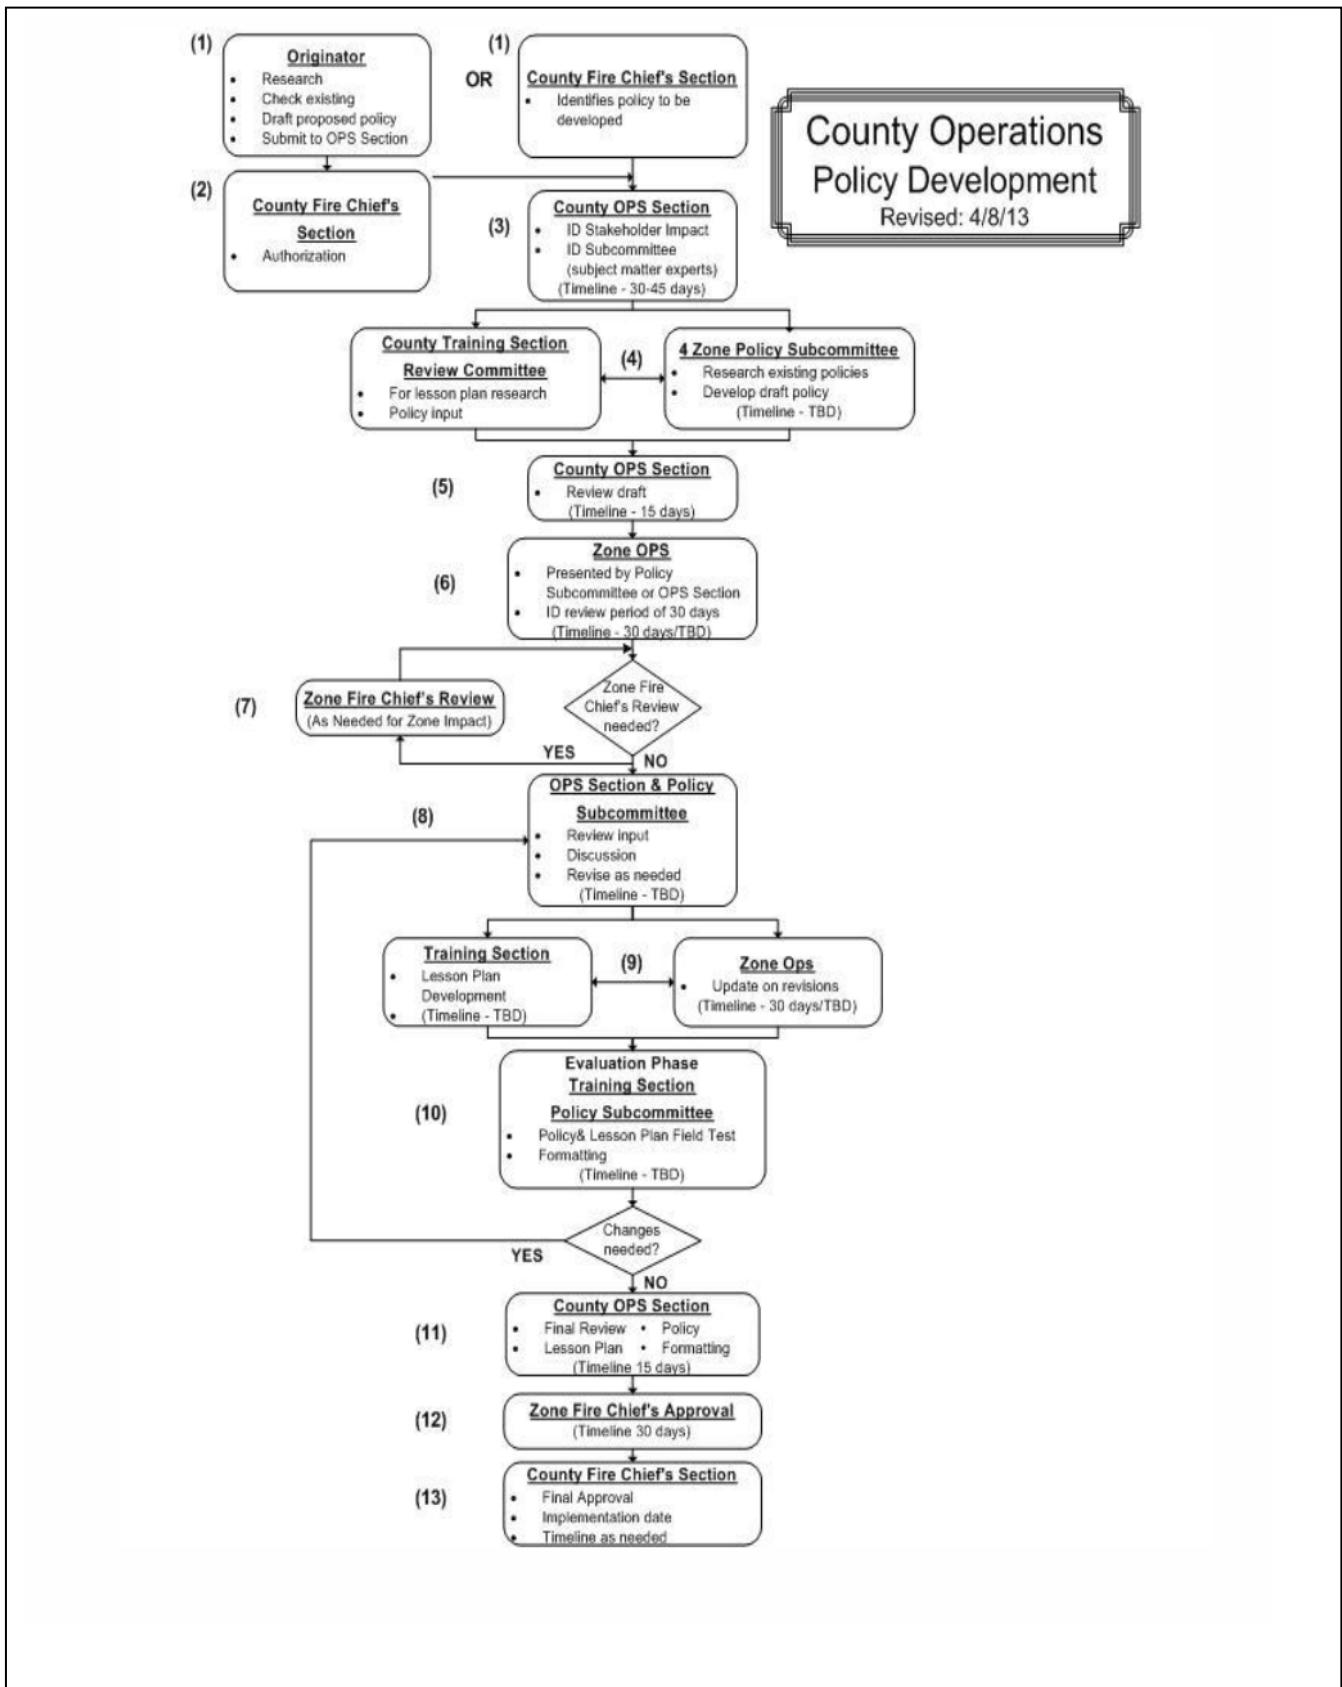 (1)
Originator
• Research
• Check existing
• Draft proposed policy
• Submit to OPS Section
OR
(1)
County Fire Chief's Section
• Identifies policy to be
developed
County Operations
Policy Development
Revised: 4/8/13
(2)
County Fire Chief's
Section
• Authorization
(3)
County OPS Section
• ID Stakeholder Impact
• ID Subcommittee
(subject matter experts)
(Timeline - 30-45 days)
County Training Section
Review Committee
• For lesson plan research
• Policy input
(4)
4 Zone Policy Subcommittee
• Research existing policies
• Develop draft policy
(Timeline - TBD)
(5)
County OPS Section
• Review draft
(Timeline - 15 days)
(6)
Zone OPS
• Presented by Policy
Subcommittee or OPS Section
• ID review period of 30 days
(Timeline - 30 days/TBD)
(7)
Zone Fire Chief's Review
(As Needed for Zone Impact)
Zone Fire
Chief's Review
needed?
YES
NO
(8)
OPS Section & Policy
Subcommittee
• Review input
• Discussion
• Revise as needed
(Timeline - TBD)
Training Section
• Lesson Plan
Development
• (Timeline - TBD)
(9)
Zone Ops
• Update on revisions
(Timeline - 30 days/TBD)
(10)
Evaluation Phase
Training Section
Policy Subcommittee
• Policy& Lesson Plan Field Test
• Formatting
(Timeline - TBD)
Changes
needed?
YES
NO
(11)
County OPS Section
• Final Review • Policy
• Lesson Plan • Formatting
(Timeline 15 days)
(12)
Zone Fire Chief's Approval
(Timeline 30 days)
(13)
County Fire Chief's Section
• Final Approval
• Implementation date
• Timeline as needed